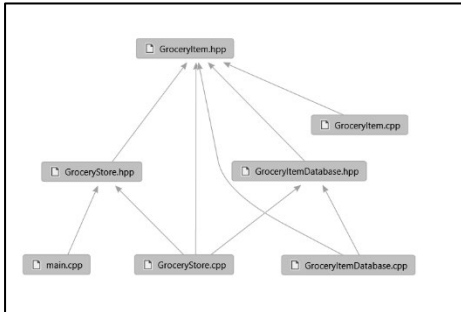 GroceryItem.hpp
GroceryItem.cpp
GroceryStore.hpp
GroceryItemDatabase.hpp
main.cpp
GroceryStore.cpp
GroceryItemDatabase.cpp